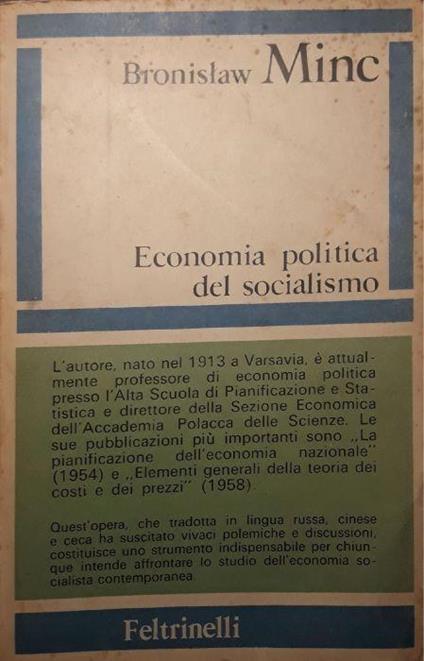 Bronisław Minc
Economia politica
del socialismo
L'autore, nato nel 1913 a Varsavia, è attual-
mente professore di economia politica
presso l'Alta Scuola di Pianificazione e Sta-
tistica e direttore della Sezione Economica
dell'Accademia Polacca delle Scienze. Le
sue pubblicazioni più importanti sono „La
pianificazione dell'economia nazionale"
(1954) e „Elementi generali della teoria dei
costi e dei prezzi" (1958).
Quest'opera, che tradotta in lingua russa, cinese
e ceca ha suscitato vivaci polemiche e discussioni,
costituisce uno strumento indispensabile per chiun-
que intende affrontare lo studio dell'economia so-
cialista contemporanea.
Feltrinelli